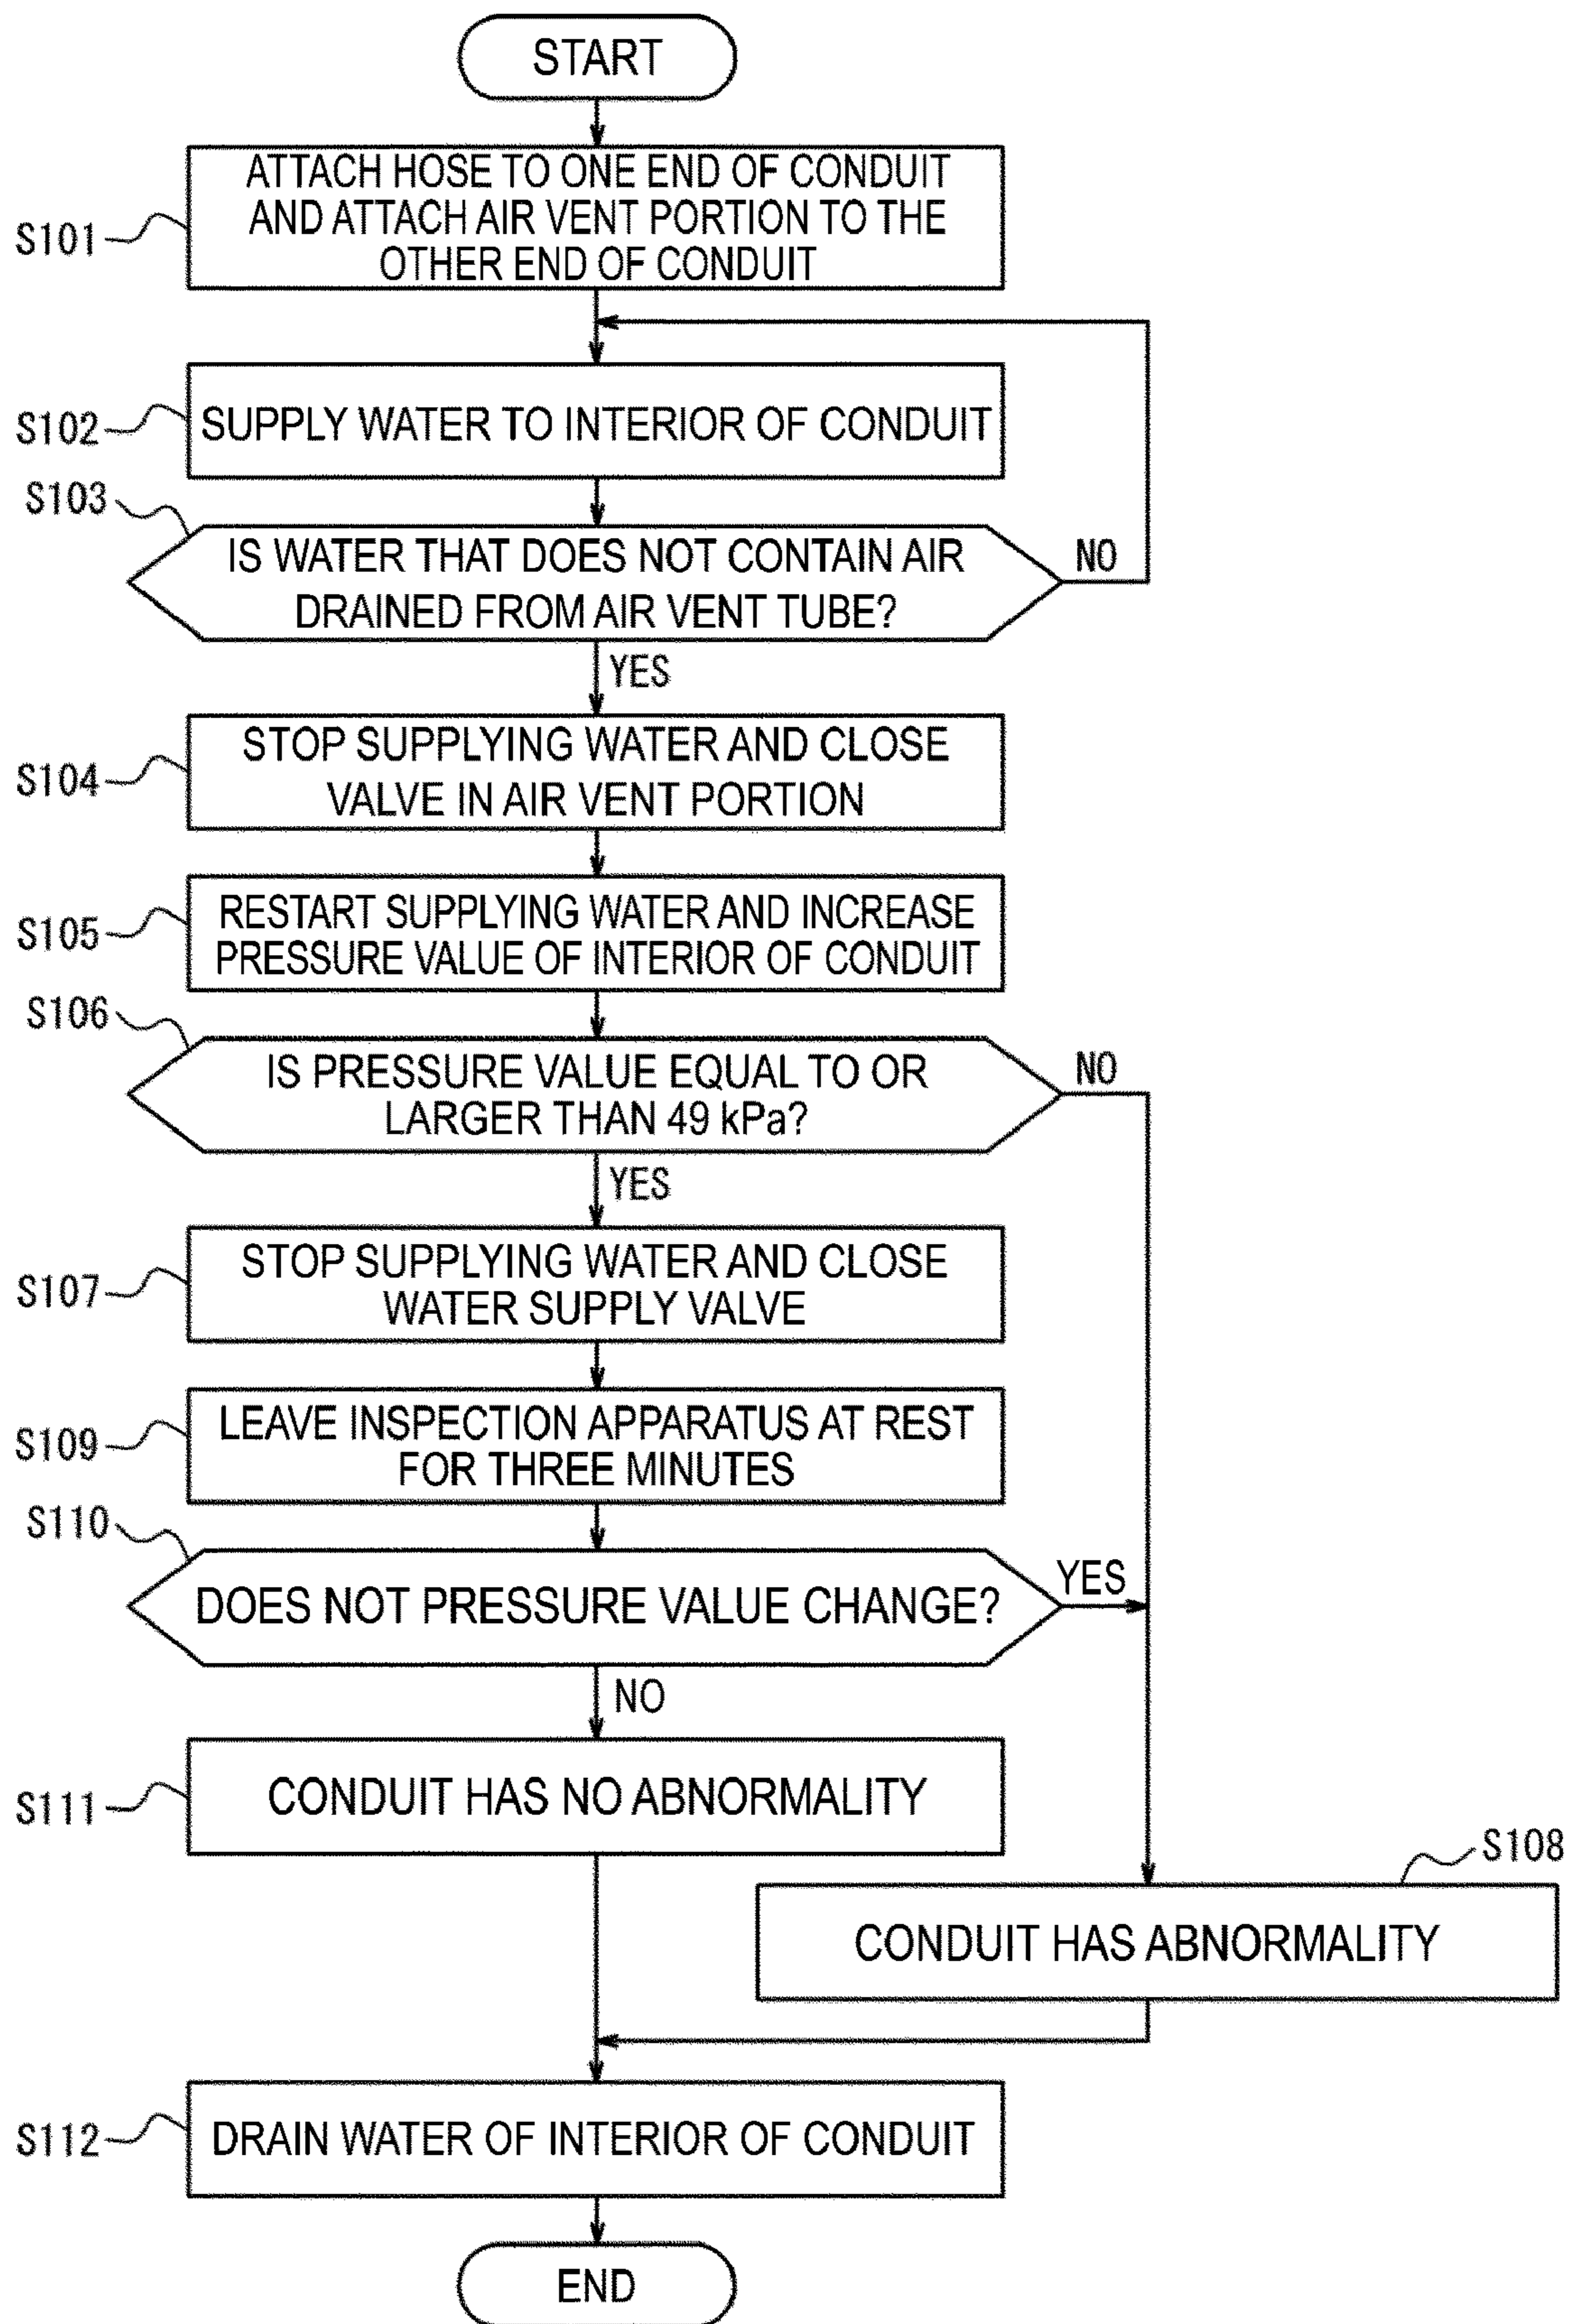 START
S101
ATTACH HOSE TO ONE END OF CONDUIT
AND ATTACH AIR VENT PORTION TO THE
OTHER END OF CONDUIT
S102
SUPPLY WATER TO INTERIOR OF CONDUIT
S103
IS WATER THAT DOES NOT CONTAIN AIR
DRAINED FROM AIR VENT TUBE?
NO
YES
S104
STOP SUPPLYING WATER AND CLOSE
VALVE IN AIR VENT PORTION
S105
RESTART SUPPLYING WATER AND INCREASE
PRESSURE VALUE OF INTERIOR OF CONDUIT
S106
IS PRESSURE VALUE EQUAL TO OR
LARGER THAN 49 kPa?
NO
YES
S107
STOP SUPPLYING WATER AND CLOSE
WATER SUPPLY VALVE
S109
LEAVE INSPECTION APPARATUS AT REST
FOR THREE MINUTES
S110
DOES NOT PRESSURE VALUE CHANGE?
YES
NO
S111
CONDUIT HAS NO ABNORMALITY
S108
CONDUIT HAS ABNORMALITY
S112
DRAIN WATER OF INTERIOR OF CONDUIT
END